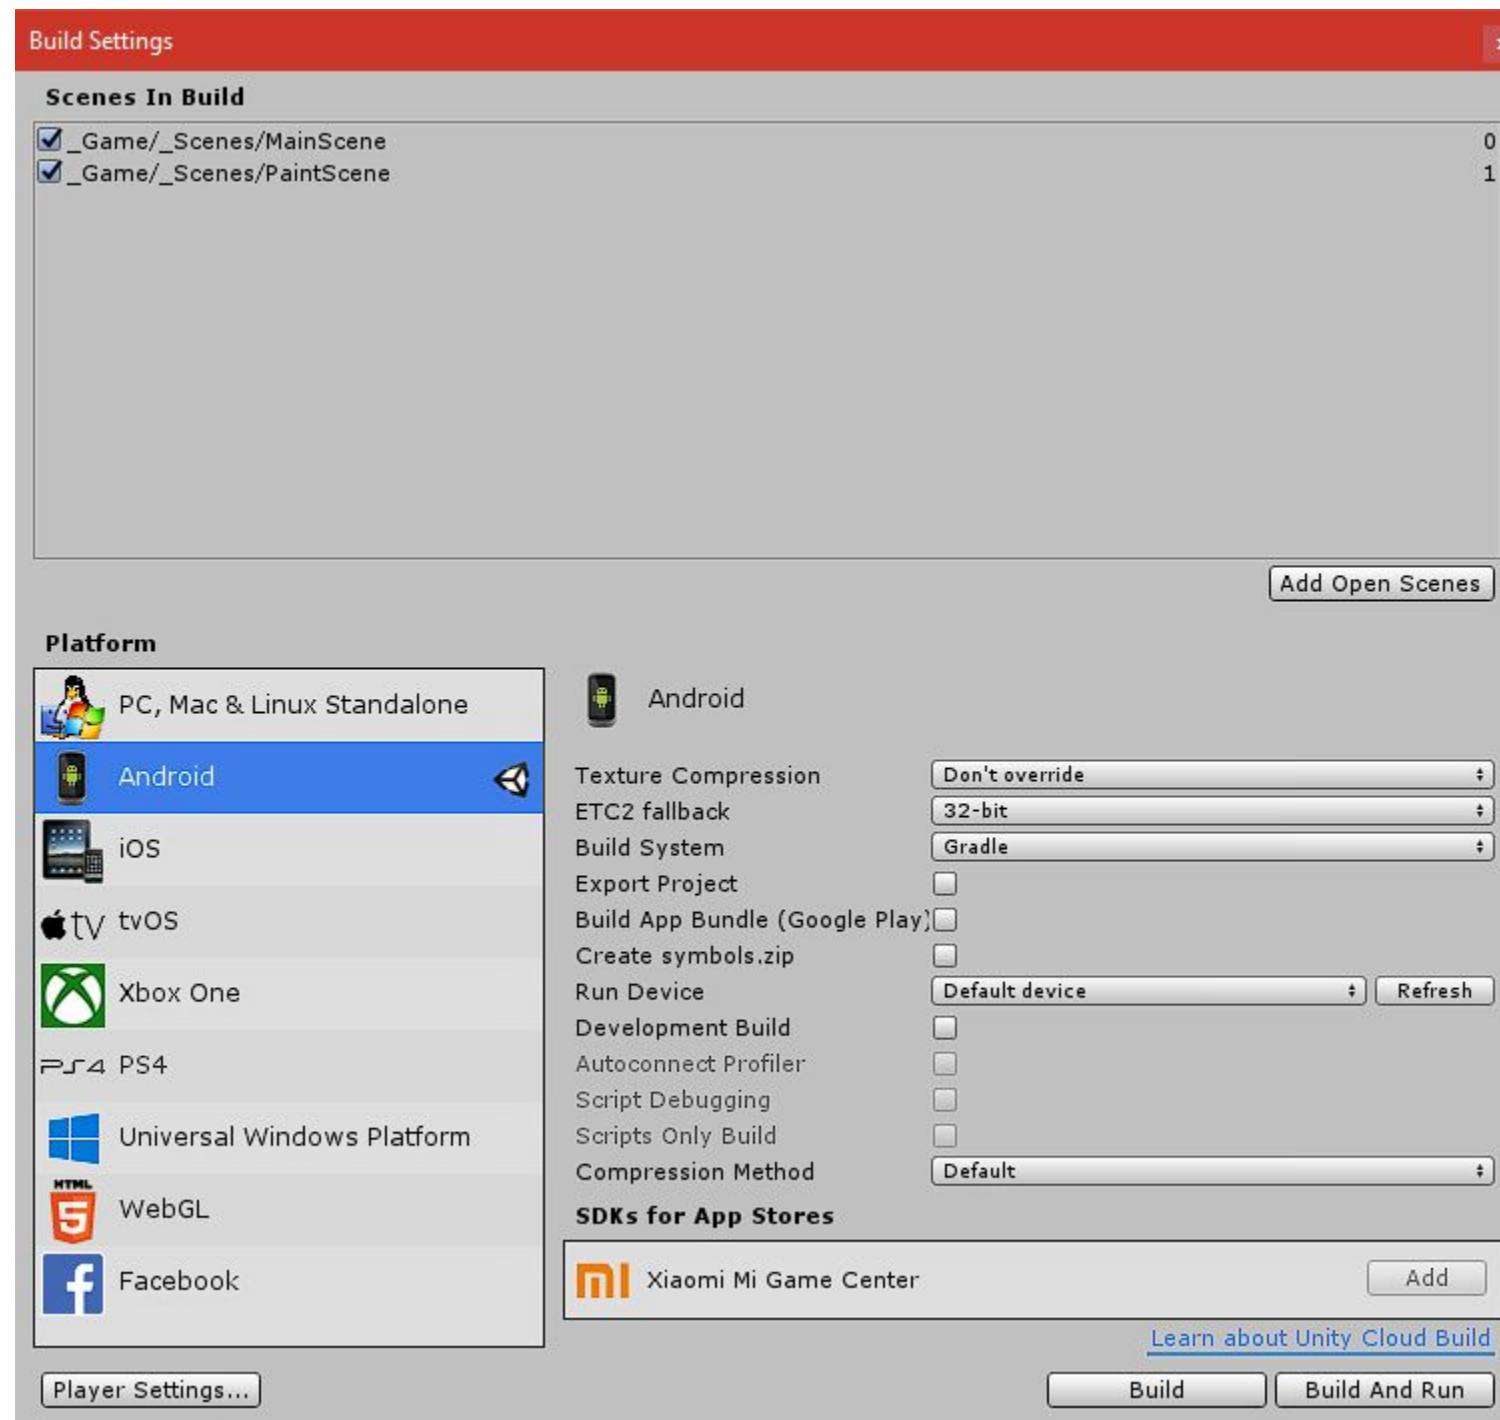 Build Settings
Scenes In Build
_Game/_Scenes/MainScene 0
_Game/_Scenes/PaintScene 1
Add Open Scenes
Platform
PC, Mac & Linux Standalone
Android
iOS
tv tvOS
Xbox One
PS4 PS4
Universal Windows Platform
HTML 5 WebGL
f Facebook
Android
Texture Compression Don't override
ETC2 fallback 32-bit
Build System Gradle
Export Project
Build App Bundle (Google Play)
Create symbols.zip
Run Device Default device Refresh
Development Build
Autoconnect Profiler
Script Debugging
Scripts Only Build
Compression Method Default
SDKs for App Stores
mi Xiaomi Mi Game Center Add
Learn about Unity Cloud Build
Player Settings... Build Build And Run